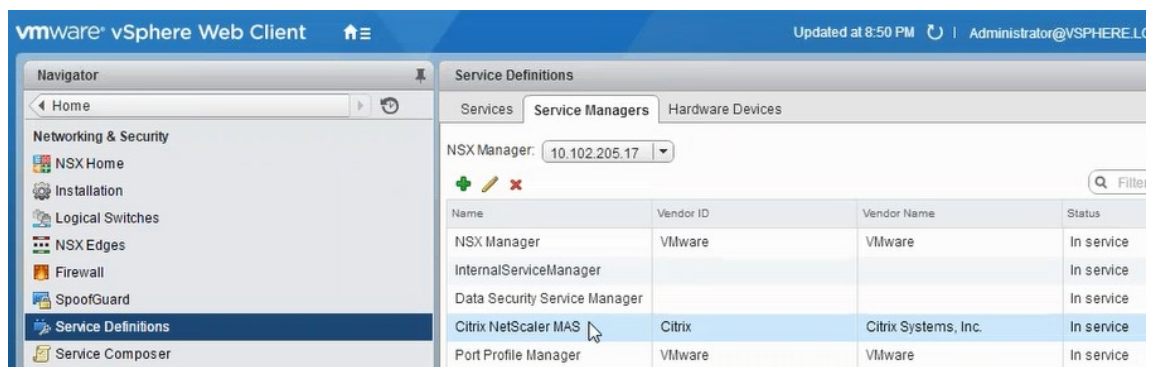 vmware® vSphere Web Client
Updated at 8:50 PM | Administrator@VSPHERE.LO
Navigator
Home
Networking & Security
NSX Home
Installation
Logical Switches
NSX Edges
Firewall
SpoofGuard
Service Definitions
Service Composer
Service Definitions
Services Service Managers Hardware Devices
NSX Manager: 10.102.205.17
Filter
Name Vendor ID Vendor Name Status
NSX Manager VMware VMware In service
InternalServiceManager In service
Data Security Service Manager In service
Citrix NetScaler MAS Citrix Citrix Systems, Inc. In service
Port Profile Manager VMware VMware In service